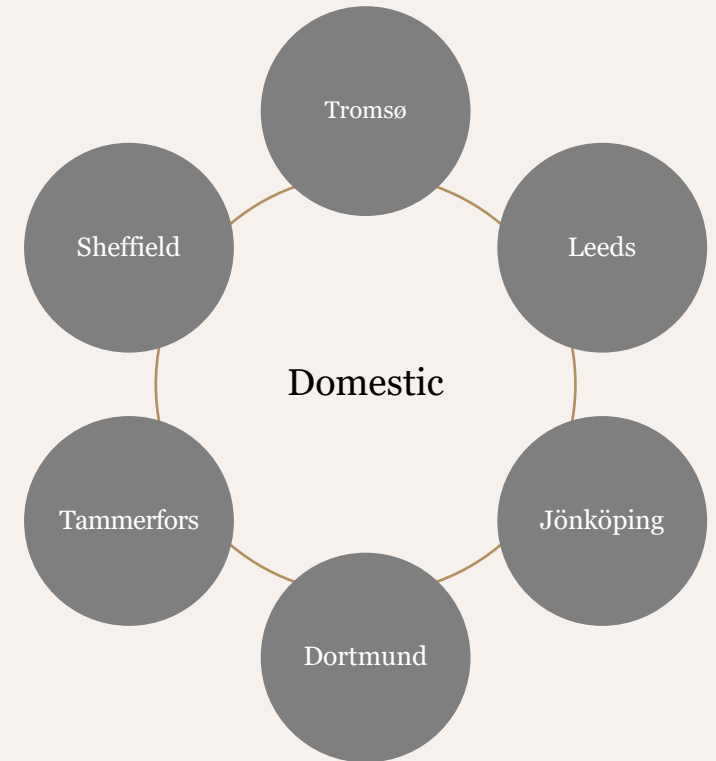 Tromsø
Leeds
Jönköping
Dortmund
Tammerfors
Sheffield
Domestic